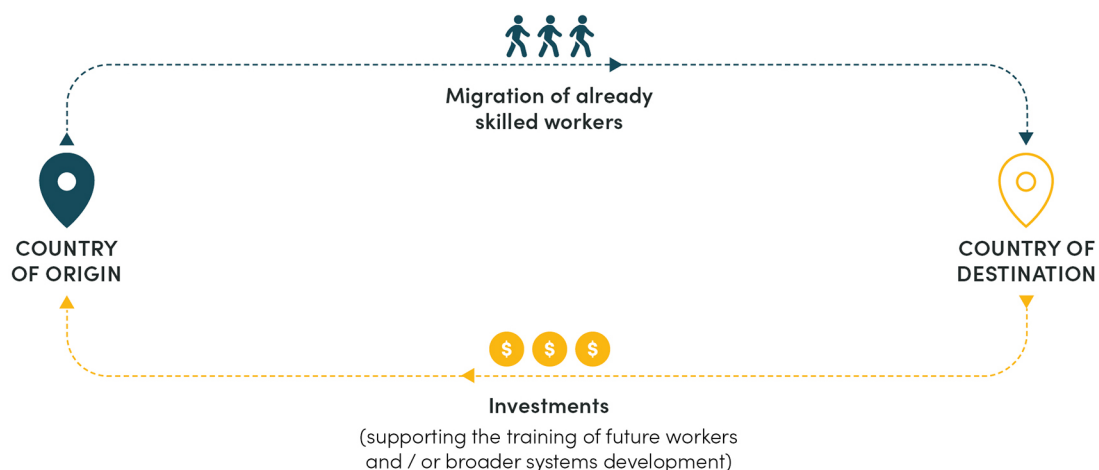 $ $ $
Migration of already
skilled workers
COUNTRY
OF ORIGIN
COUNTRY OF
DESTINATION
Investments
(supporting the training of future workers
and / or broader systems development)